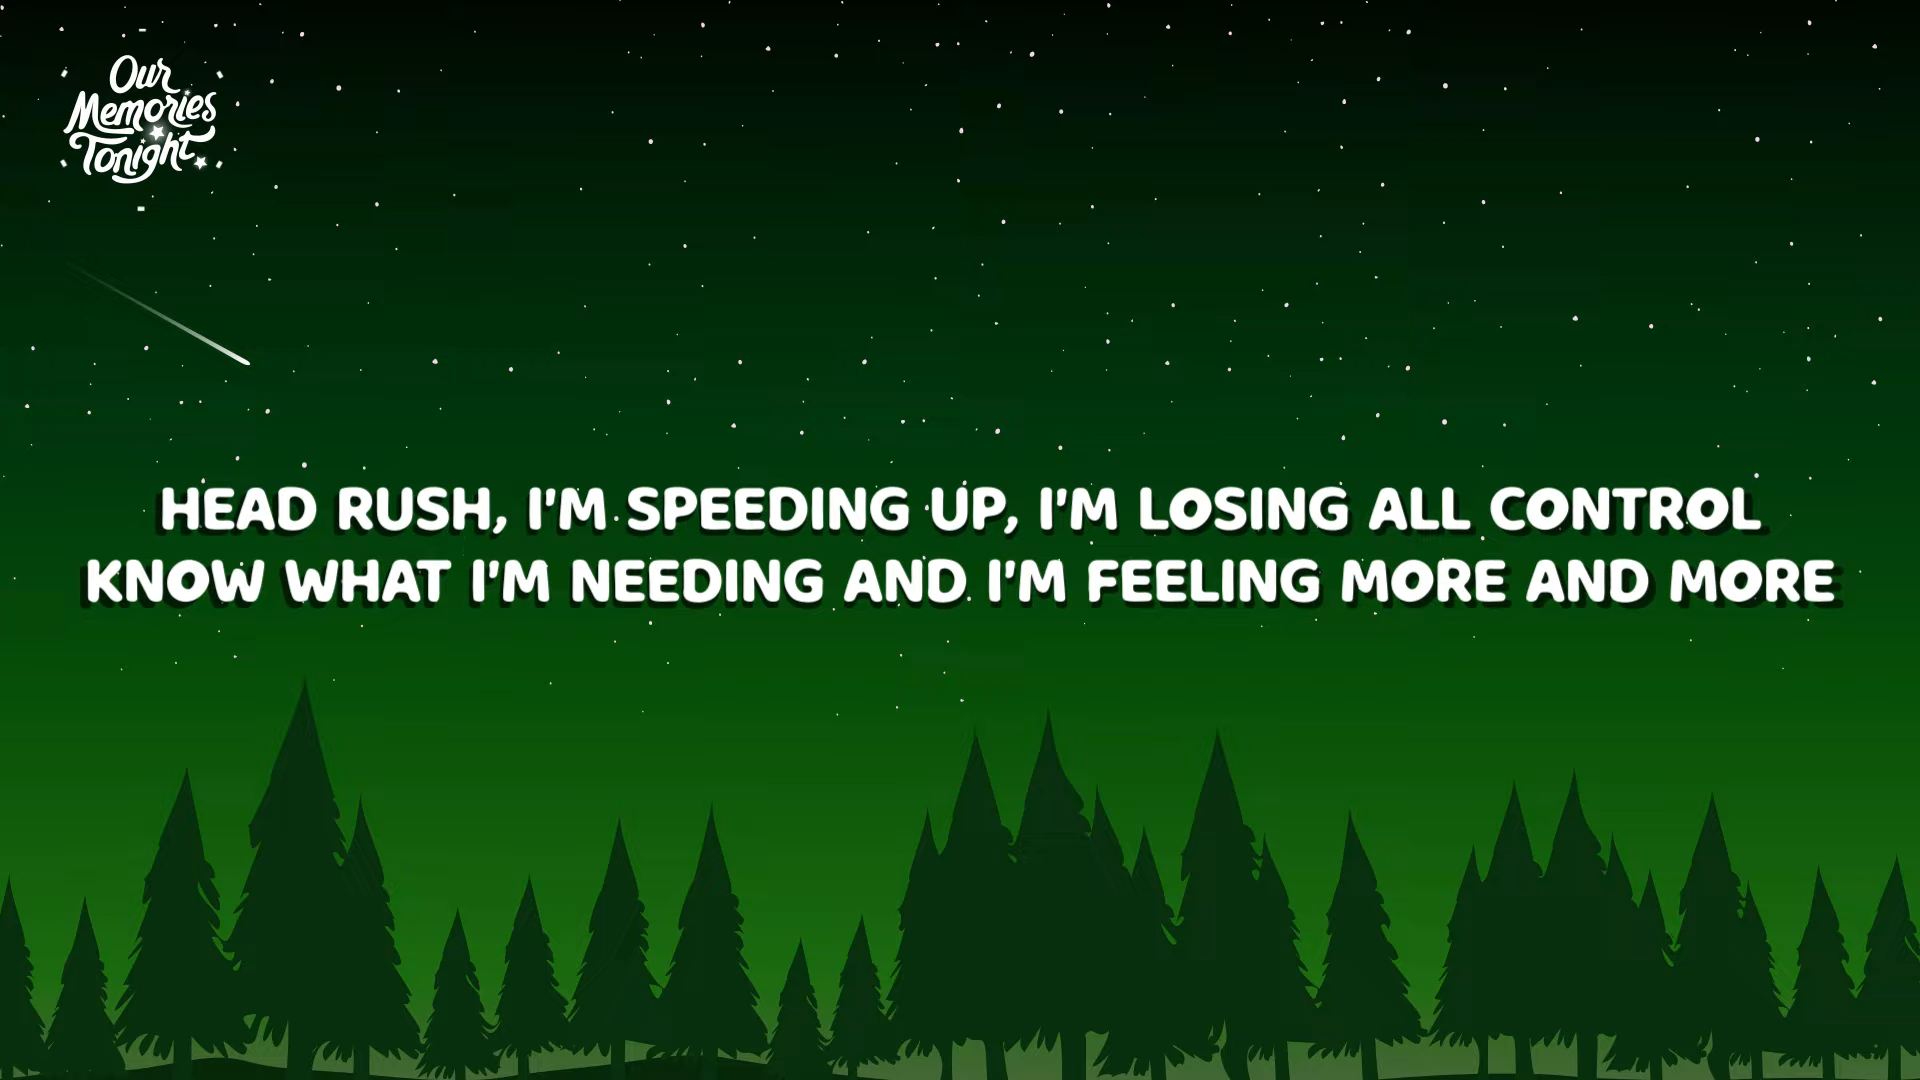 Our
Memories
Tonight
HEAD RUSH, I'M SPEEDING UP, I'M LOSING ALL CONTROL
KNOW WHAT I'M NEEDING AND I'M FEELING MORE AND MORE